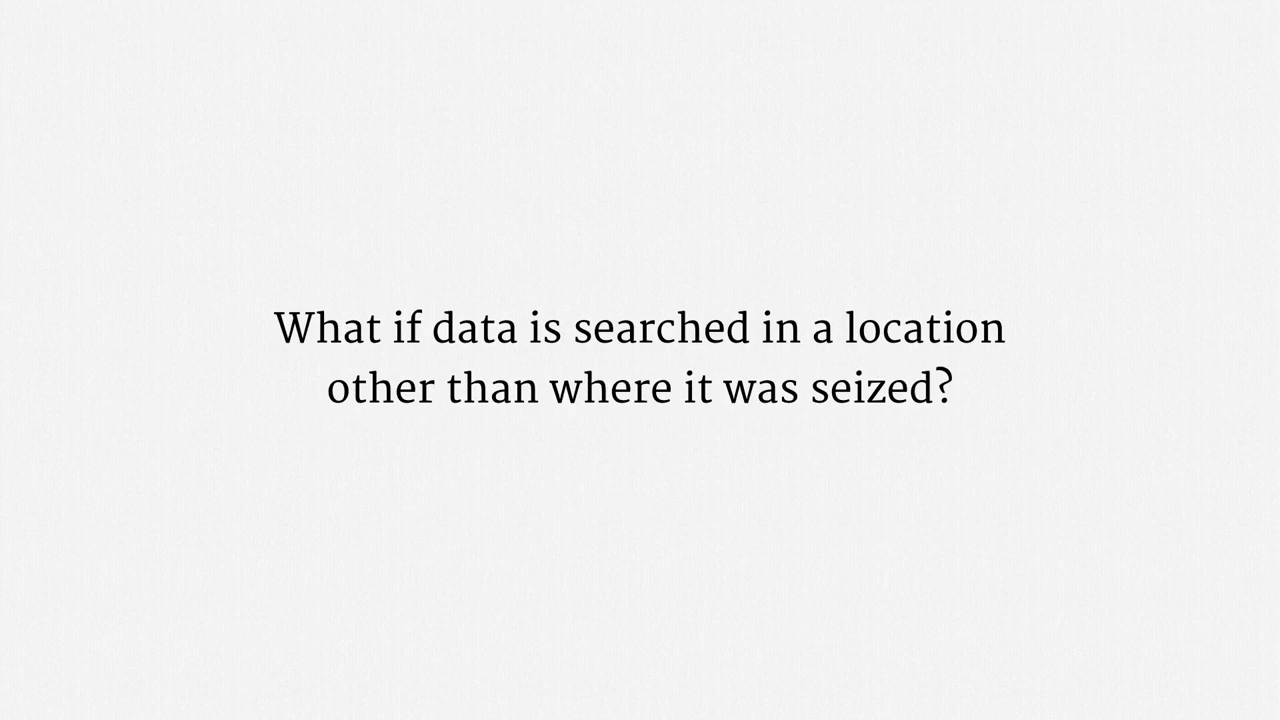 What if data is searched in a location
other than where it was seized?